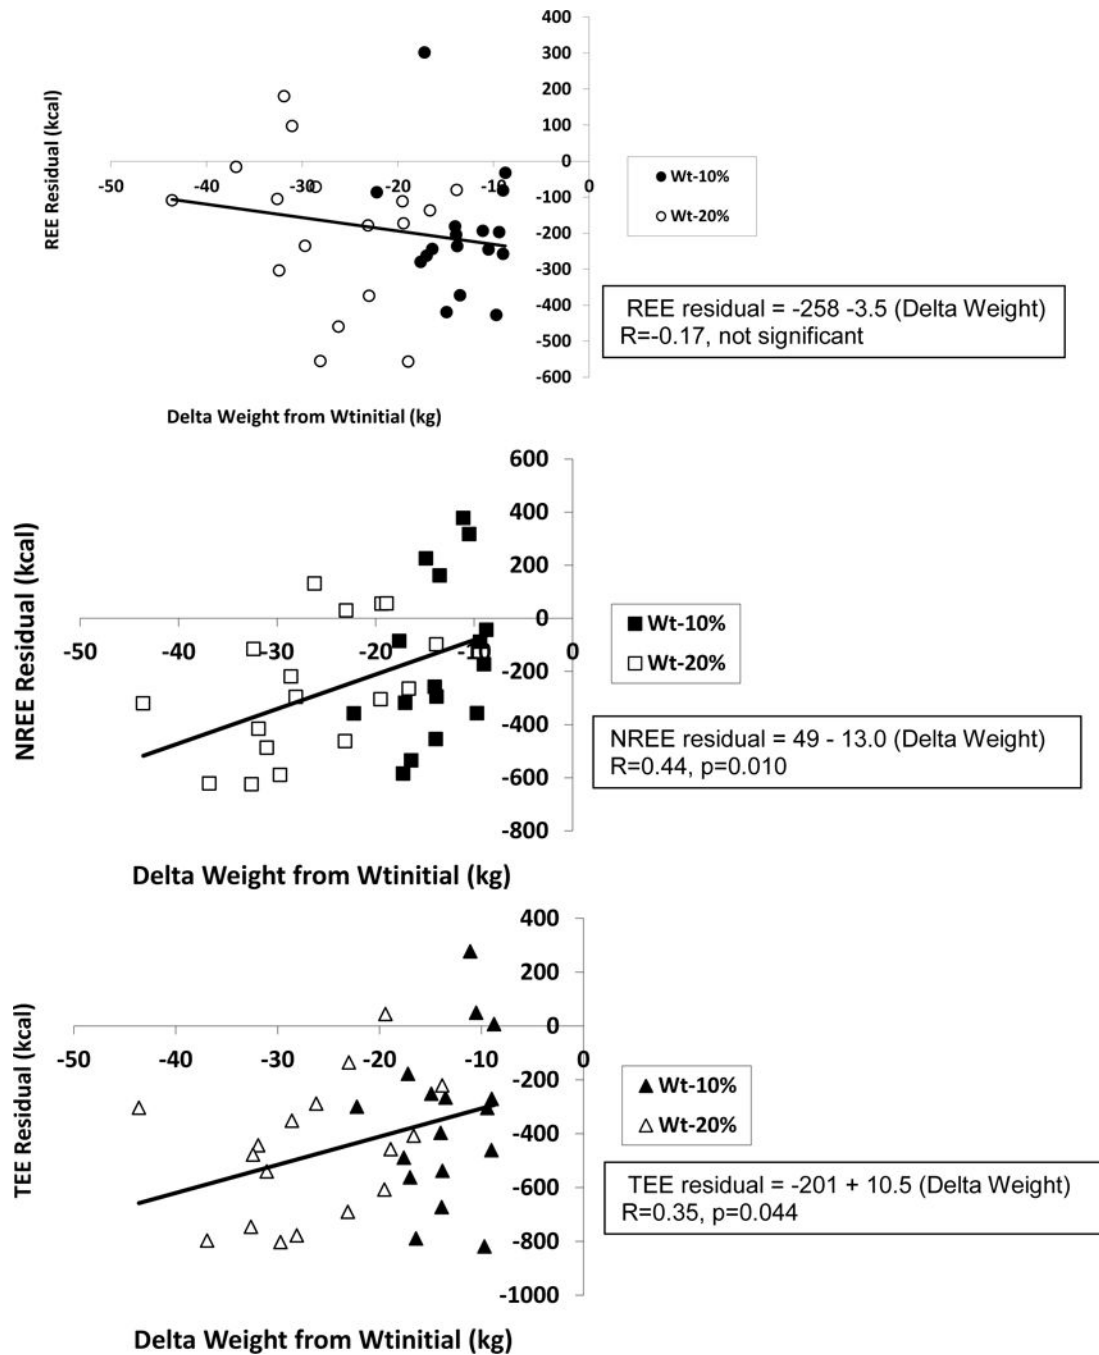 400
300
200
100
0
-50 -40 -30 -20 -10 0
-100
-200
-300
-400
-500
-600
REE Residual (kcal)
Delta Weight from Wtinitial (kg)
Wt-10%
Wt-20%
REE residual = -258 -3.5 (Delta Weight)
R=-0.17, not significant
600
400
200
0
-50 -40 -30 -20 -10 0
-200
-400
-600
-800
NREE Residual (kcal)
Delta Weight from Wtinitial (kg)
Wt-10%
Wt-20%
NREE residual = 49 - 13.0 (Delta Weight)
R=0.44, p=0.010
400
200
0
-50 -40 -30 -20 -10 0
-200
-400
-600
-800
-1000
TEE Residual (kcal)
Delta Weight from Wtinitial (kg)
Wt-10%
Wt-20%
TEE residual = -201 + 10.5 (Delta Weight)
R=0.35, p=0.044